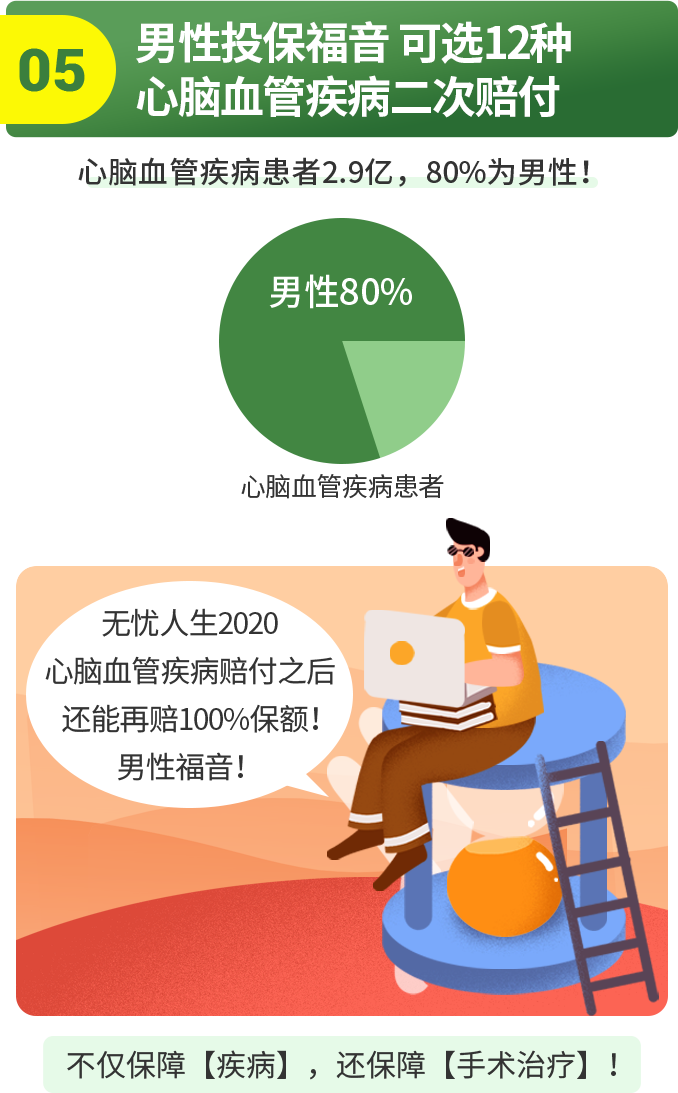 05
男性投保福音 可选12种
心脑血管疾病二次赔付
心脑血管疾病患者2.9亿，80%为男性！
男性80%
心脑血管疾病患者
无忧人生2020
心脑血管疾病赔付之后
还能再赔100%保额！
男性福音！
不仅保障【疾病】，还保障【手术治疗】！